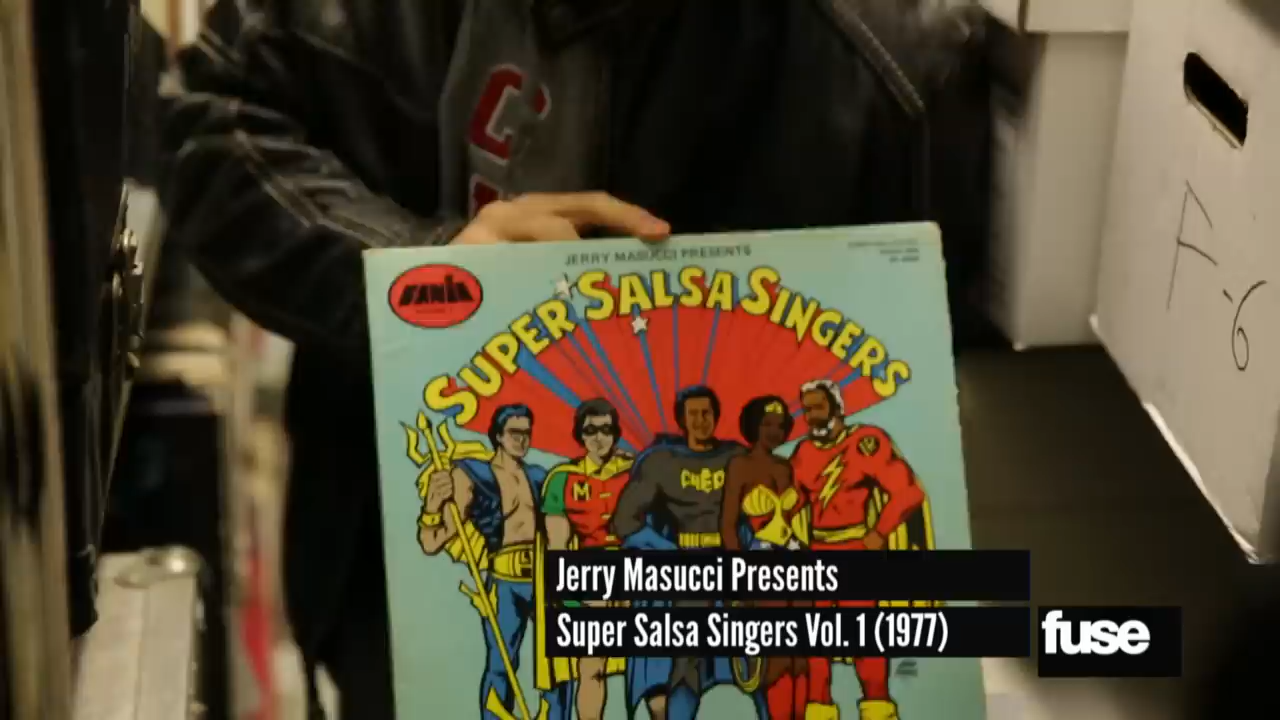 C
JERRY MASUCCI PRESENTS
FANIA
SUPER SALSA SINGERS
M
CHEO
Jerry Masucci Presents
Super Salsa Singers Vol. 1 (1977)
fuse
F
6